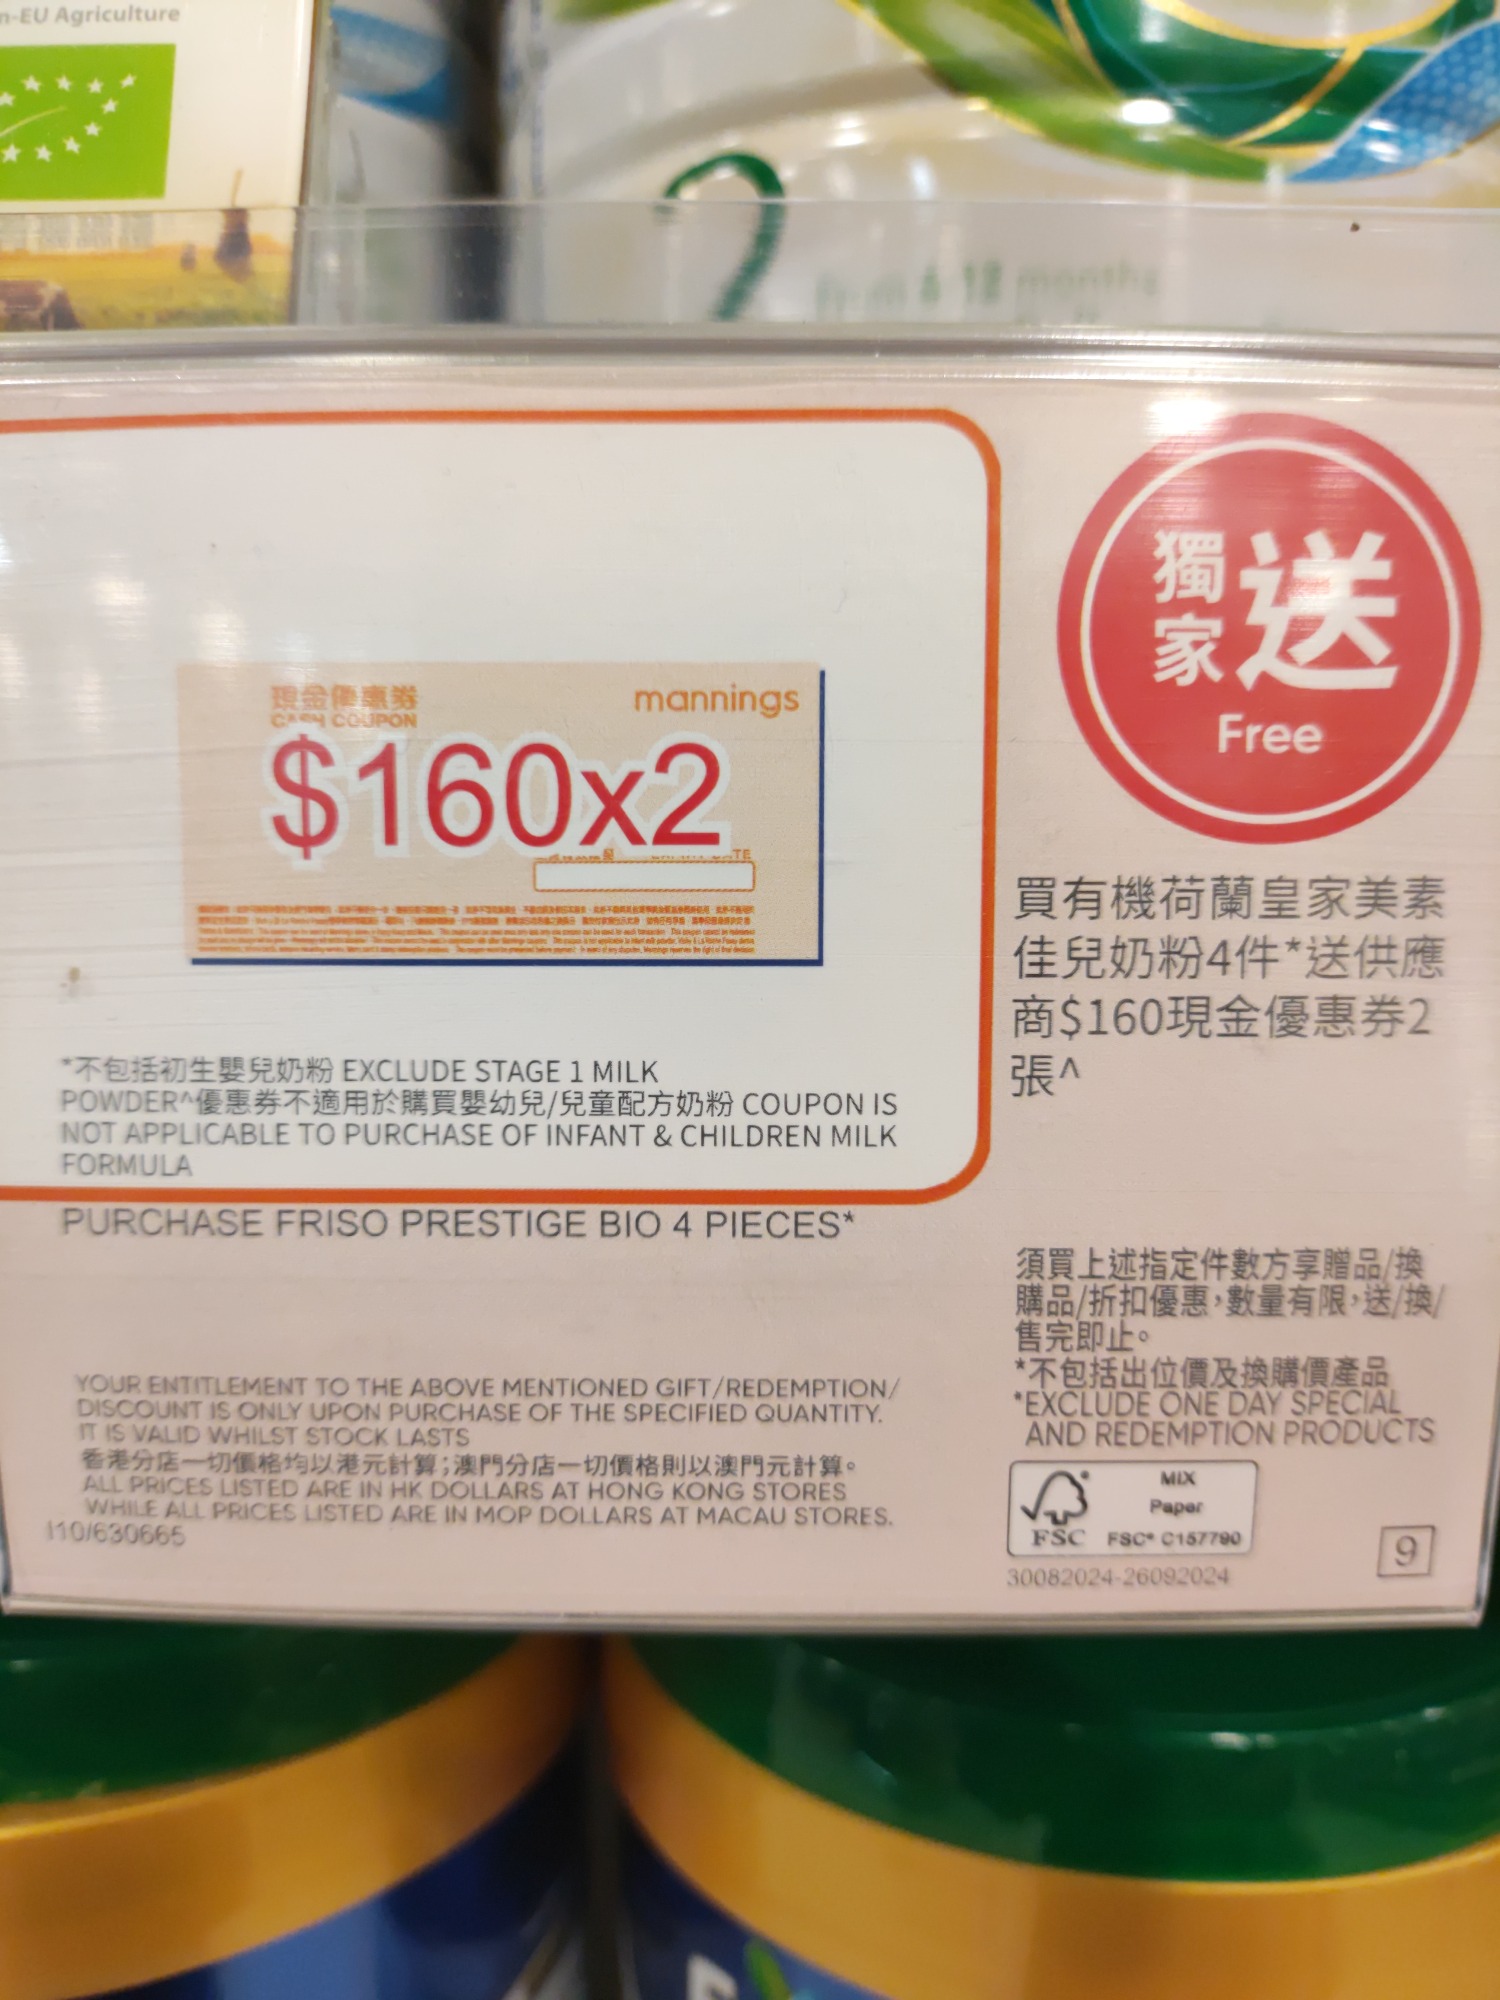 n-EU Agriculture
2
from 6-12 months
獨家送
Free
現金優惠券
CASH COUPON
mannings
$160x2
買有機荷蘭皇家美素
佳兒奶粉4件*送供應
商$160現金優惠券2
張^
*不包括初生嬰兒奶粉 EXCLUDE STAGE 1 MILK
POWDER^優惠券不適用於購買嬰幼兒/兒童配方奶粉 COUPON IS
NOT APPLICABLE TO PURCHASE OF INFANT & CHILDREN MILK
FORMULA
PURCHASE FRISO PRESTIGE BIO 4 PIECES*
須買上述指定件數方享贈品/換
購品/折扣優惠，數量有限，送/換/
售完即止。
*不包括出位價及換購價產品
*EXCLUDE ONE DAY SPECIAL
AND REDEMPTION PRODUCTS
YOUR ENTITLEMENT TO THE ABOVE MENTIONED GIFT/REDEMPTION/
DISCOUNT IS ONLY UPON PURCHASE OF THE SPECIFIED QUANTITY.
IT IS VALID WHILST STOCK LASTS
香港分店一切價格均以港元計算；澳門分店一切價格則以澳門元計算。
ALL PRICES LISTED ARE IN HK DOLLARS AT HONG KONG STORES
WHILE ALL PRICES LISTED ARE IN MOP DOLLARS AT MACAU STORES.
110/630665
MIX
Paper
FSC
FSC® C157790
30082024-26092024
9